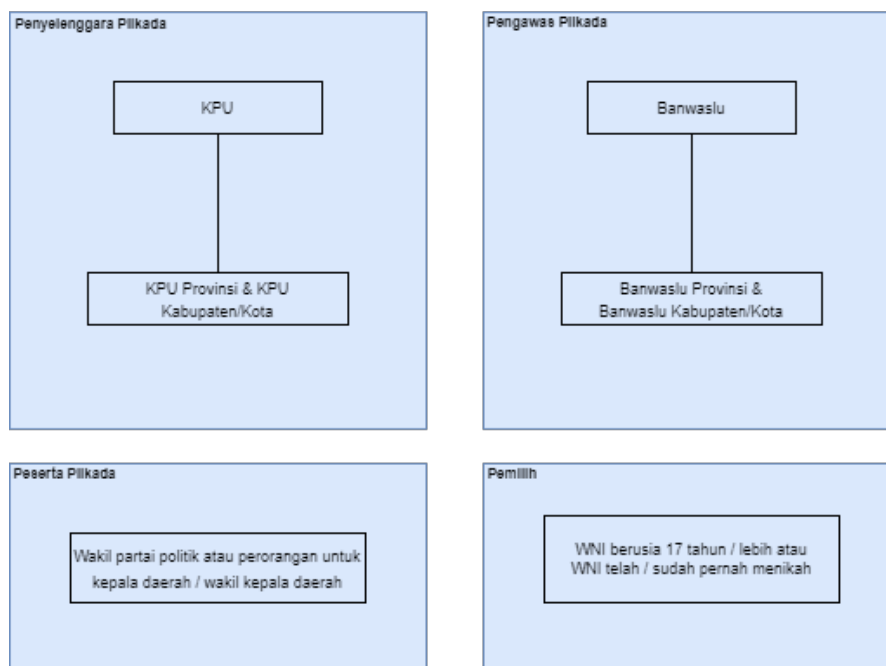 Penyelenggara Pilkada
KPU
KPU Provinsi & KPU
Kabupaten/Kota
Pengawas Pilkada
Banwaslu
Banwaslu Provinsi &
Banwaslu Kabupaten/Kota
Peserta Pilkada
Wakil partai politik atau perorangan untuk
kepala daerah / wakil kepala daerah
Pemilih
WNI berusia 17 tahun / lebih atau
WNI telah / sudah pernah menikah